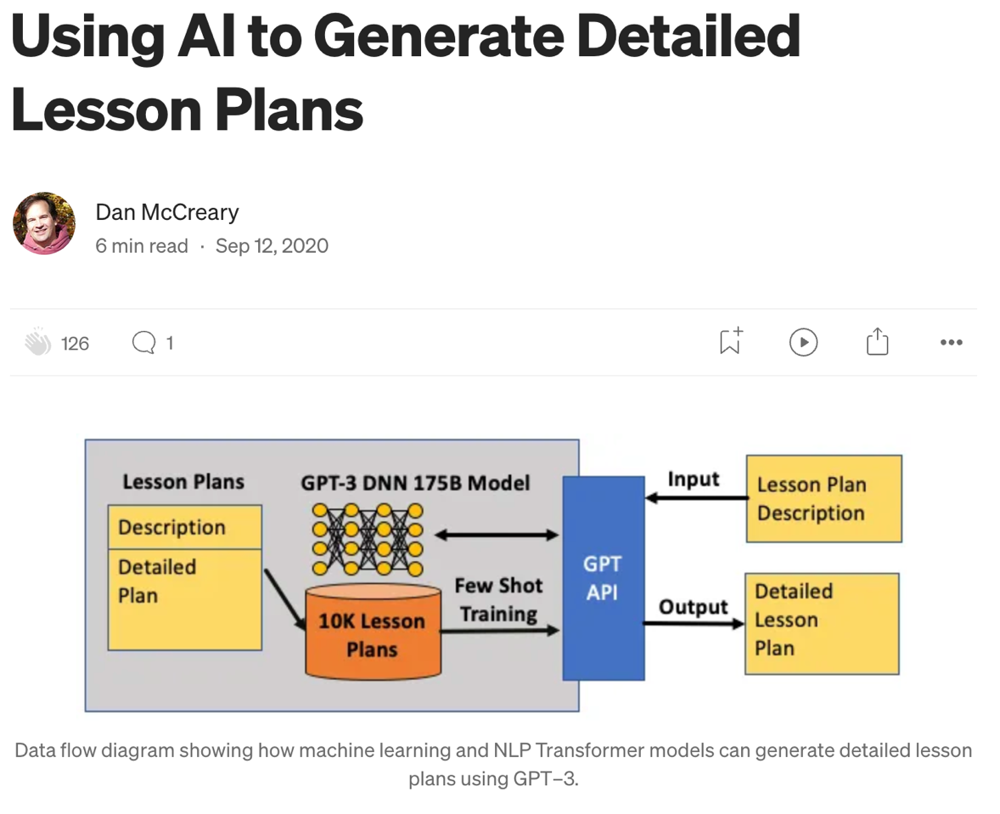 Using AI to Generate Detailed
Lesson Plans
Dan McCreary
6 min read · Sep 12, 2020
126
1
Lesson Plans
Description
Detailed
Plan
GPT-3 DNN 175B Model
10K Lesson
Plans
Few Shot
Training
GPT
API
Input
Lesson Plan
Description
Output
Detailed
Lesson
Plan
Data flow diagram showing how machine learning and NLP Transformer models can generate detailed lesson
plans using GPT–3.